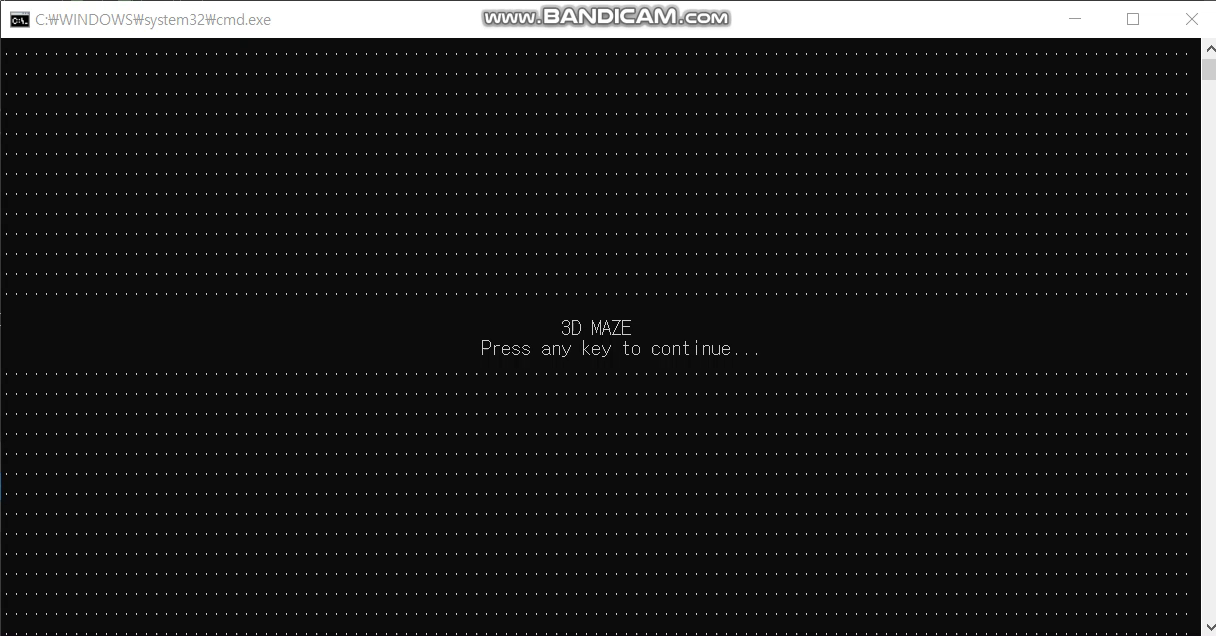 C:₩WINDOWS₩system32₩cmd.exe
www.BANDICAM.com
3D MAZE
Press any key to continue...